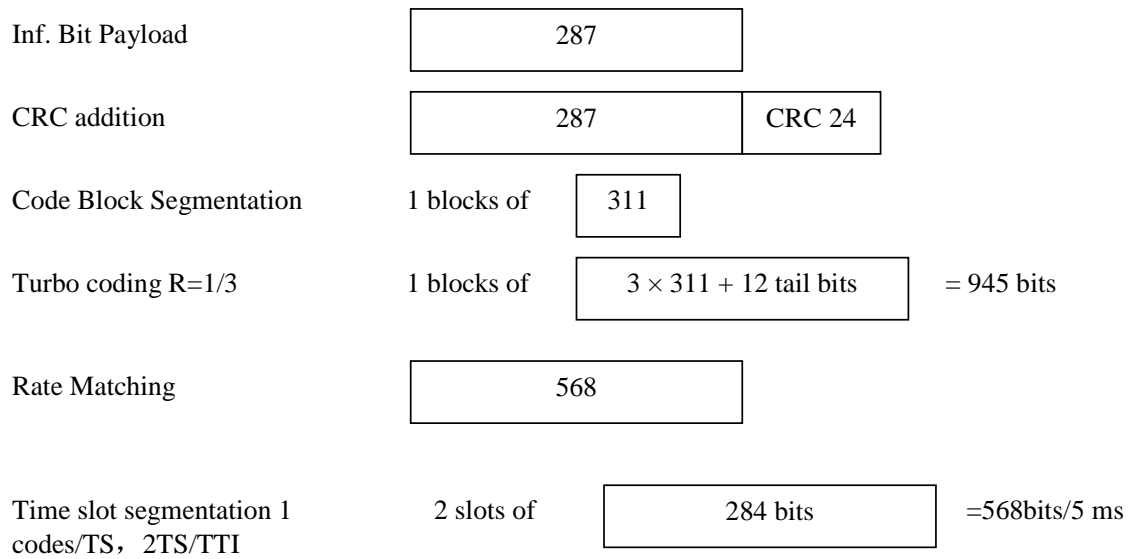 Inf. Bit Payload 287
CRC addition 287 CRC 24
Code Block Segmentation 1 blocks of 311
Turbo coding R=1/3 1 blocks of 3 × 311 + 12 tail bits = 945 bits
Rate Matching 568
Time slot segmentation 1 2 slots of 284 bits =568bits/5 ms
codes/TS，2TS/TTI